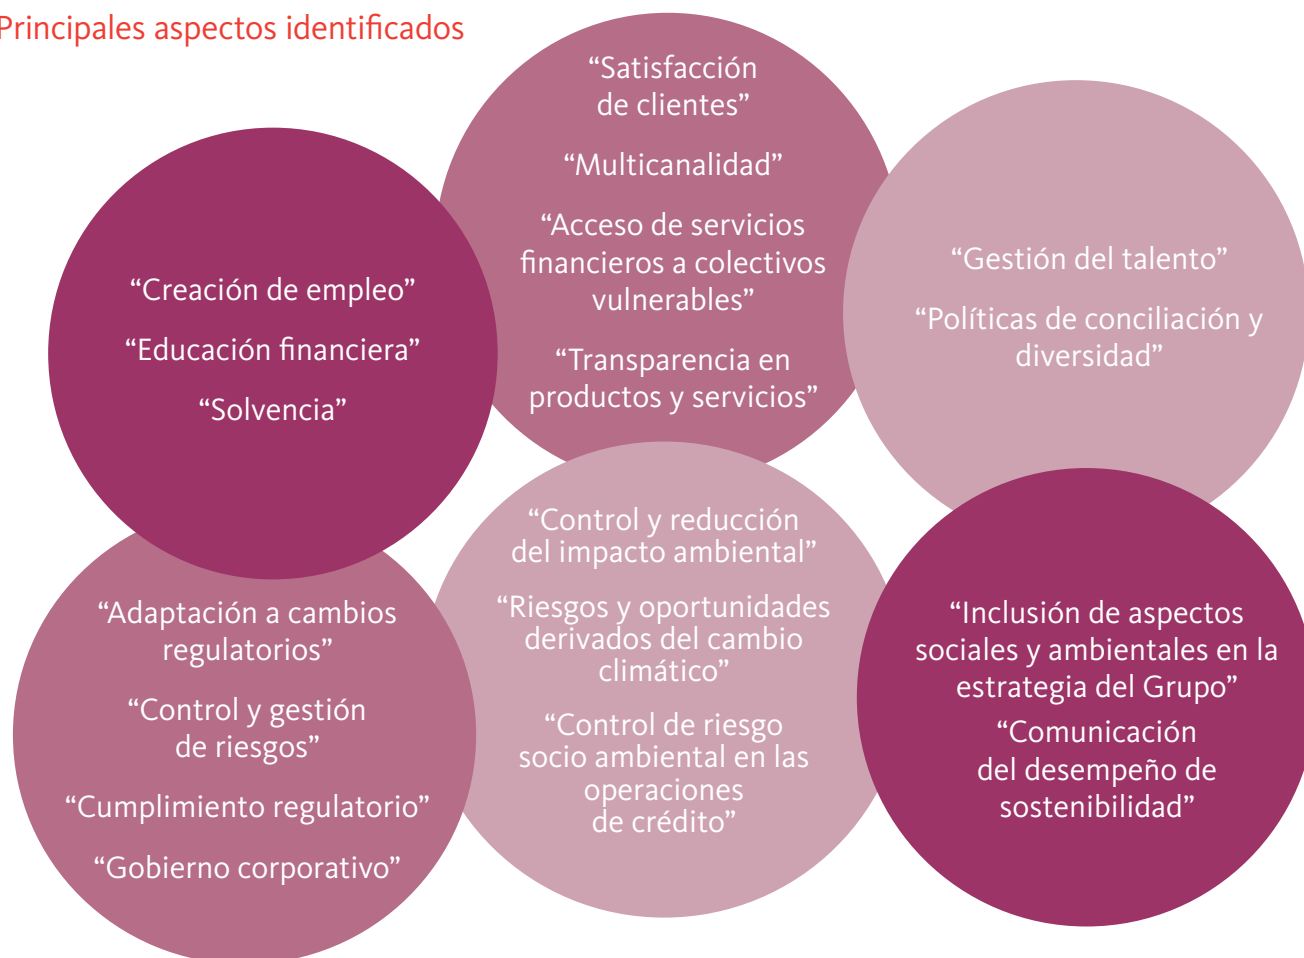 Principales aspectos identificados
“Satisfacción
de clientes”
“Multicanalidad”
“Acceso de servicios
financieros a colectivos
vulnerables”
“Transparencia en
productos y servicios”
“Creación de empleo”
“Educación financiera”
“Solvencia”
“Gestión del talento”
“Políticas de conciliación y
diversidad”
“Adaptación a cambios
regulatorios”
“Control y gestión
de riesgos”
“Cumplimiento regulatorio”
“Gobierno corporativo”
“Control y reducción
del impacto ambiental”
“Riesgos y oportunidades
derivados del cambio
climático”
“Control de riesgo
socio ambiental en las
operaciones
de crédito”
“Inclusión de aspectos
sociales y ambientales en la
estrategia del Grupo”
“Comunicación
del desempeño de
sostenibilidad”